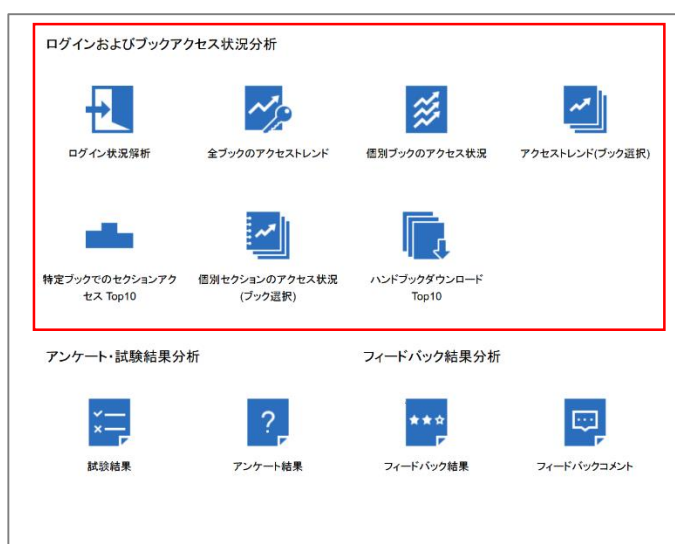 ログインおよびブックアクセス状況分析
ログイン状況解析
全ブックのアクセストレンド
個別ブックのアクセス状況
アクセストレンド(ブック選択)
特定ブックでのセクションアク
セス Top10
個別セクションのアクセス状況
(ブック選択)
ハンドブックダウンロード
Top10
アンケート・試験結果分析
フィードバック結果分析
試験結果
アンケート結果
フィードバック結果
フィードバックコメント